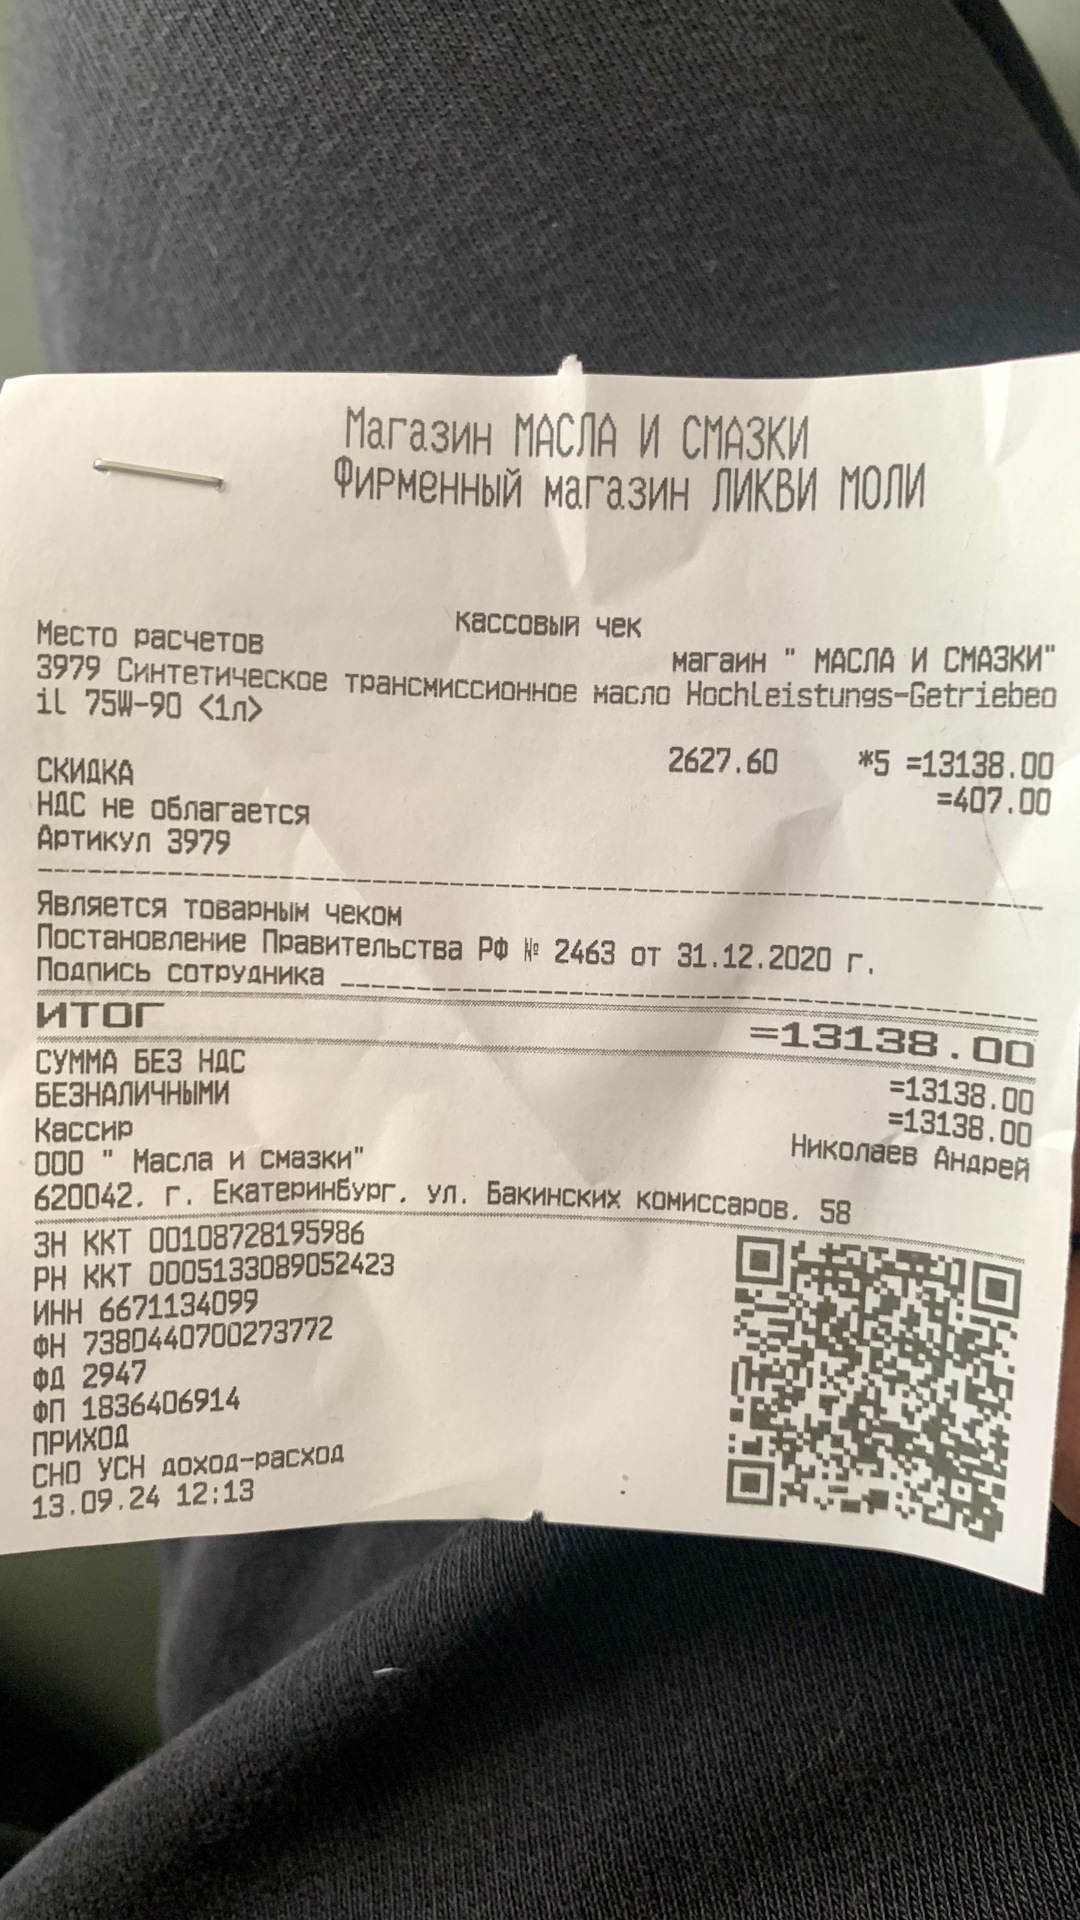 Магазин МАСЛА И СМАЗКИ
Фирменный магазин ЛИКВИ МОЛИ
кассовый чек
Место расчетов магаин " МАСЛА И СМАЗКИ"
3979 Синтетическое трансмиссионное масло Hochleistungs-Getriebeo
il 75W-90 <1л>
2627.60 *5 =13138.00
СКИДКА =407.00
НДС не облагается
Артикул 3979
Является товарным чеком
Постановление Правительства РФ № 2463 от 31.12.2020 г.
Подпись сотрудника
ИТОГ =13138.00
СУММА БЕЗ НДС =13138.00
БЕЗНАЛИЧНЫМИ =13138.00
Кассир Николаев Андрей
ООО " Масла и смазки"
620042. г. Екатеринбург. ул. Бакинских комиссаров. 58
ЗН ККТ 00108728195986
РН ККТ 0005133089052423
ИНН 6671134099
ФН 7380440700273772
ФД 2947
ФП 1836406914
ПРИХОД
СНО УСН доход-расход
13.09.24 12:13